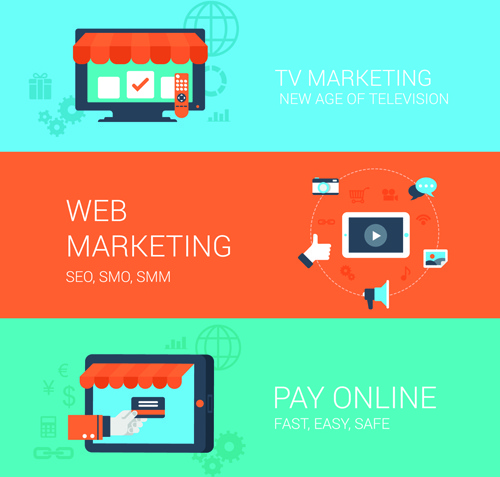 TV MARKETING
NEW AGE OF TELEVISION
WEB
MARKETING
SEO, SMO, SMM
PAY ONLINE
FAST, EASY, SAFE